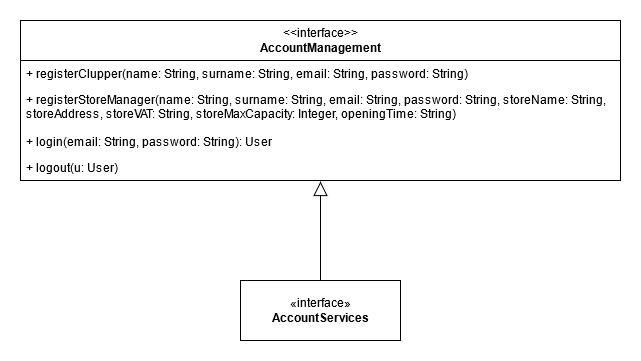 <<interface>>
AccountManagement
+ registerClupper(name: String, surname: String, email: String, password: String)
+ registerStoreManager(name: String, surname: String, email: String, password: String, storeName: String,
storeAddress, storeVAT: String, storeMaxCapacity: Integer, openingTime: String)
+ login(email: String, password: String): User
+ logout(u: User)
«interface»
AccountServices